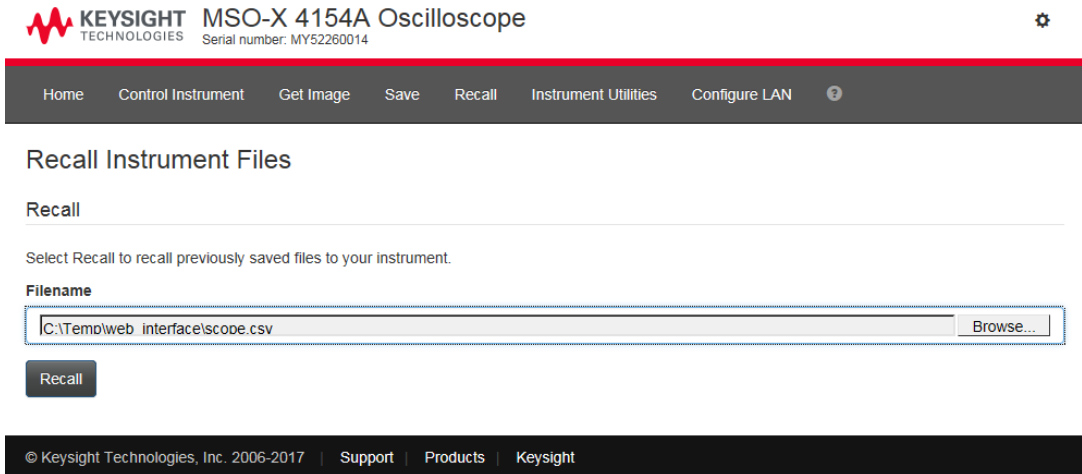 KEYSIGHT TECHNOLOGIES MSO-X 4154A Oscilloscope
Serial number: MY52260014
Home Control Instrument Get Image Save Recall Instrument Utilities Configure LAN ?
Recall Instrument Files
Recall
Select Recall to recall previously saved files to your instrument.
Filename
C:\Temp\web_interface\scope.csv Browse...
Recall
© Keysight Technologies, Inc. 2006-2017 | Support | Products | Keysight